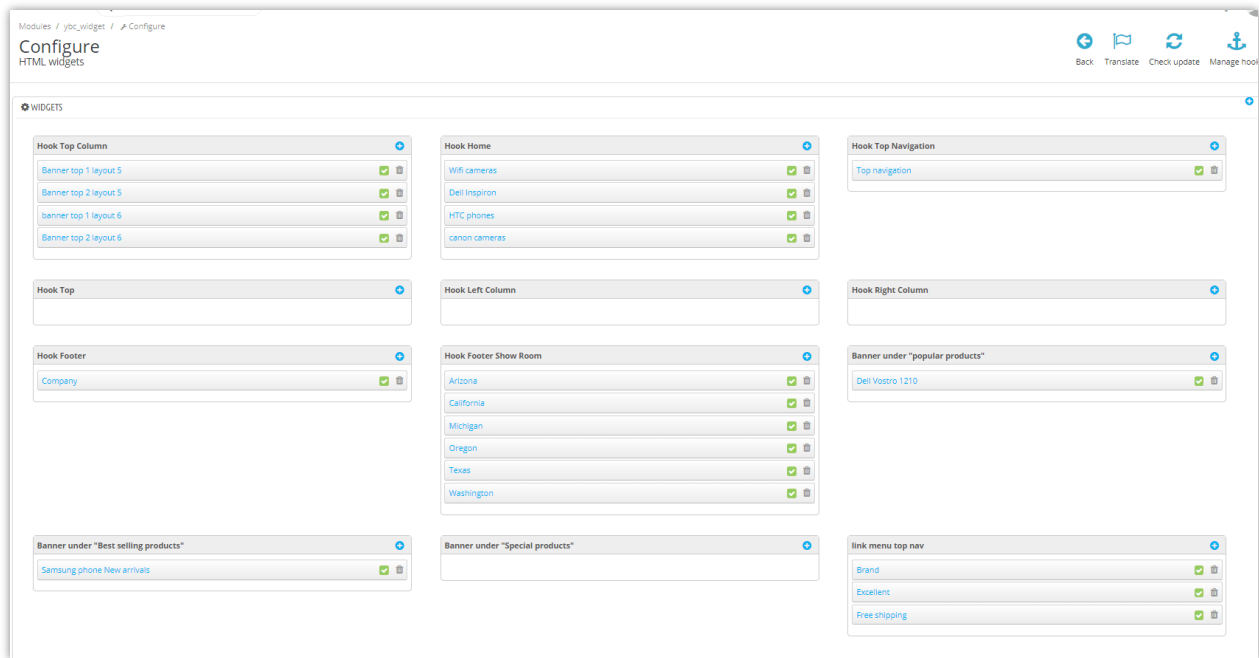 Modules / ybc_widget / Configure
Configure
HTML widgets
Back Translate Check update Manage hook
WIDGETS
Hook Top Column
Banner top 1 layout 5
Banner top 2 layout 5
banner top 1 layout 6
Banner top 2 layout 6
Hook Home
Wifi cameras
Dell Inspiron
HTC phones
canon cameras
Hook Top Navigation
Top navigation
Hook Top
Hook Left Column
Hook Right Column
Hook Footer
Company
Hook Footer Show Room
Arizona
California
Michigan
Oregon
Texas
Washington
Banner under "popular products"
Dell Vostro 1210
Banner under "Best selling products"
Samsung phone New arrivals
Banner under "Special products"
link menu top nav
Brand
Excellent
Free shipping